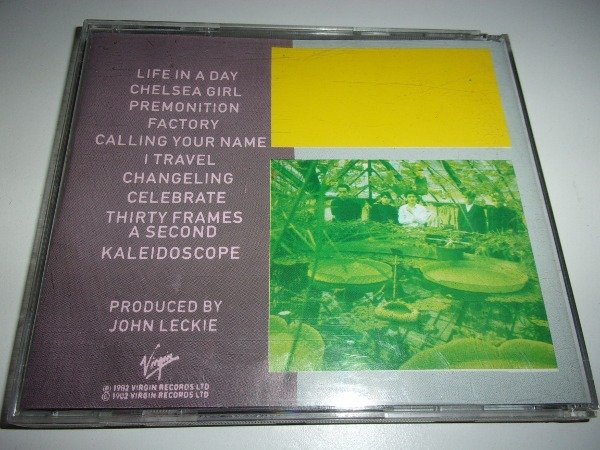 LIFE IN A DAY
CHELSEA GIRL
PREMONITION
FACTORY
CALLING YOUR NAME
I TRAVEL
CHANGELING
CELEBRATE
THIRTY FRAMES
A SECOND
KALEIDOSCOPE
PRODUCED BY
JOHN LECKIE
Virgin
℗ 1982 VIRGIN RECORDS LTD
© 1982 VIRGIN RECORDS LTD